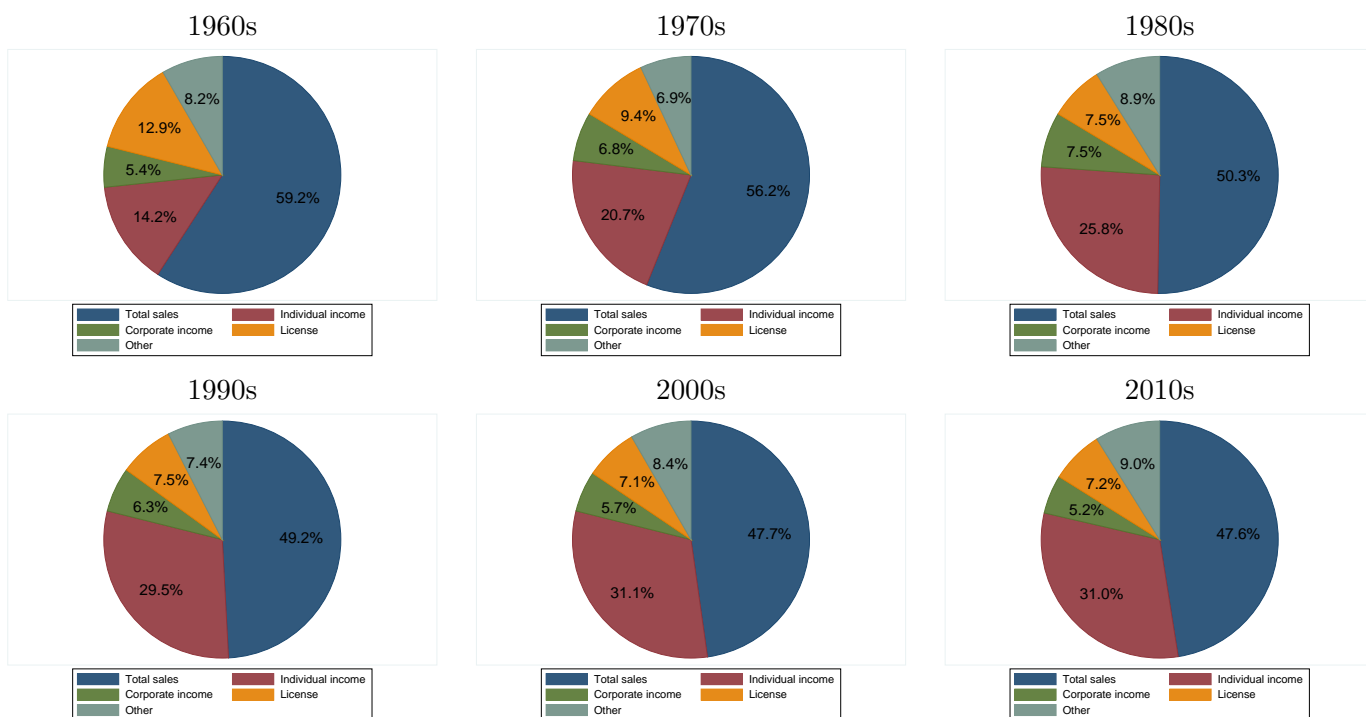 1960s
8.2%
12.9%
5.4%
59.2%
14.2%
Total sales Individual income
Corporate income License
Other
1970s
6.9%
9.4%
6.8%
56.2%
20.7%
Total sales Individual income
Corporate income License
Other
1980s
8.9%
7.5%
7.5%
50.3%
25.8%
Total sales Individual income
Corporate income License
Other
1990s
7.4%
7.5%
6.3%
49.2%
29.5%
Total sales Individual income
Corporate income License
Other
2000s
8.4%
7.1%
5.7%
47.7%
31.1%
Total sales Individual income
Corporate income License
Other
2010s
9.0%
7.2%
5.2%
47.6%
31.0%
Total sales Individual income
Corporate income License
Other